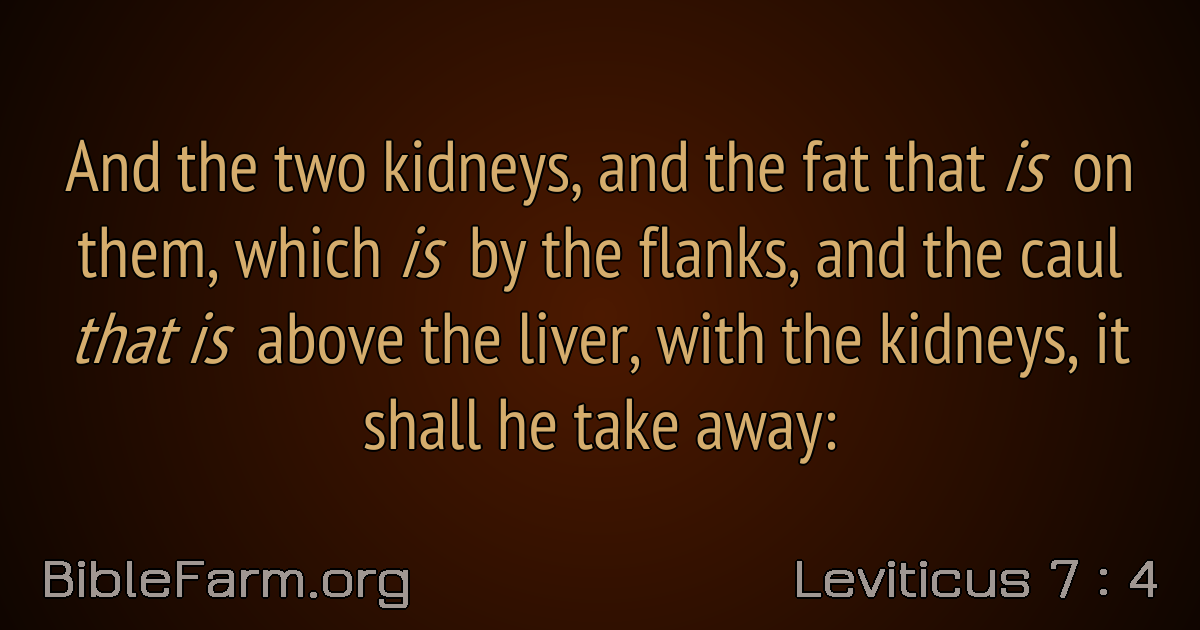 And the two kidneys, and the fat that is on
them, which is by the flanks, and the caul
that is above the liver, with the kidneys, it
shall he take away:
BibleFarm.org
Leviticus 7 : 4